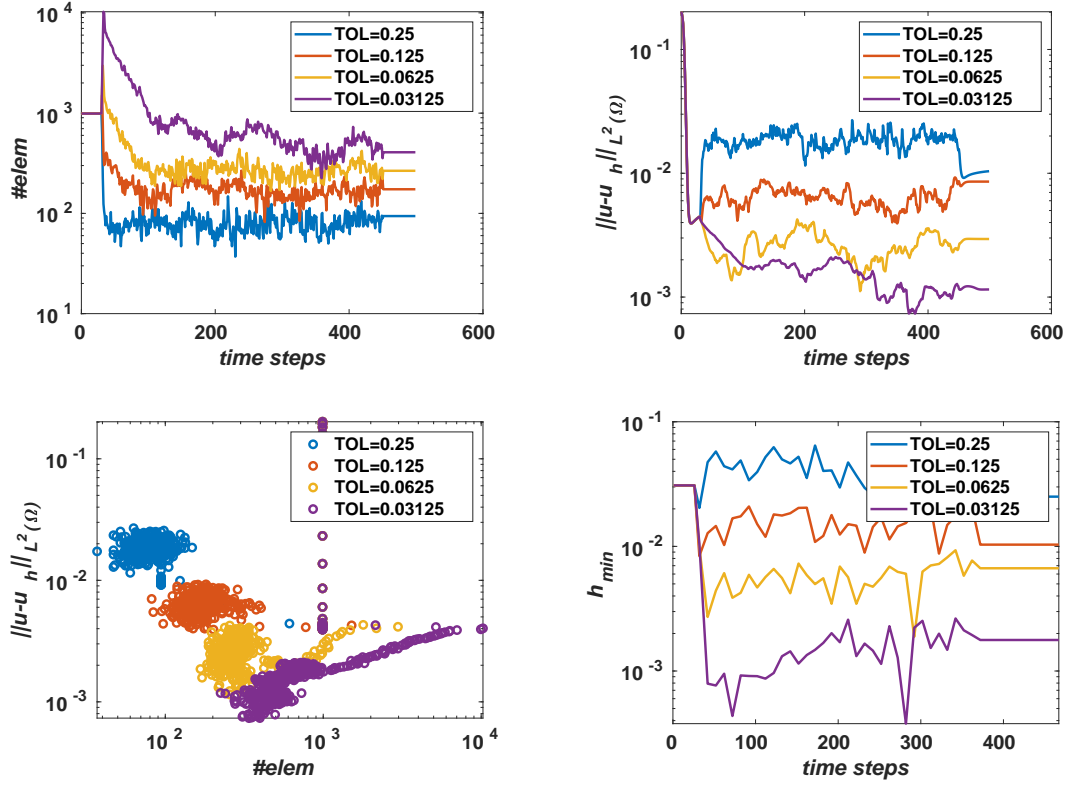 10^4
10^3
10^2
10^1
#elem
0
200
400
600
time steps
TOL=0.25
TOL=0.125
TOL=0.0625
TOL=0.03125
10^-1
10^-2
10^-3
||u-u_h||_L^2(Ω)
0
200
400
600
time steps
TOL=0.25
TOL=0.125
TOL=0.0625
TOL=0.03125
10^-1
10^-2
10^-3
||u-u_h||_L^2(Ω)
10^2
10^3
10^4
#elem
TOL=0.25
TOL=0.125
TOL=0.0625
TOL=0.03125
10^-1
10^-2
10^-3
h_min
0
100
200
300
400
time steps
TOL=0.25
TOL=0.125
TOL=0.0625
TOL=0.03125